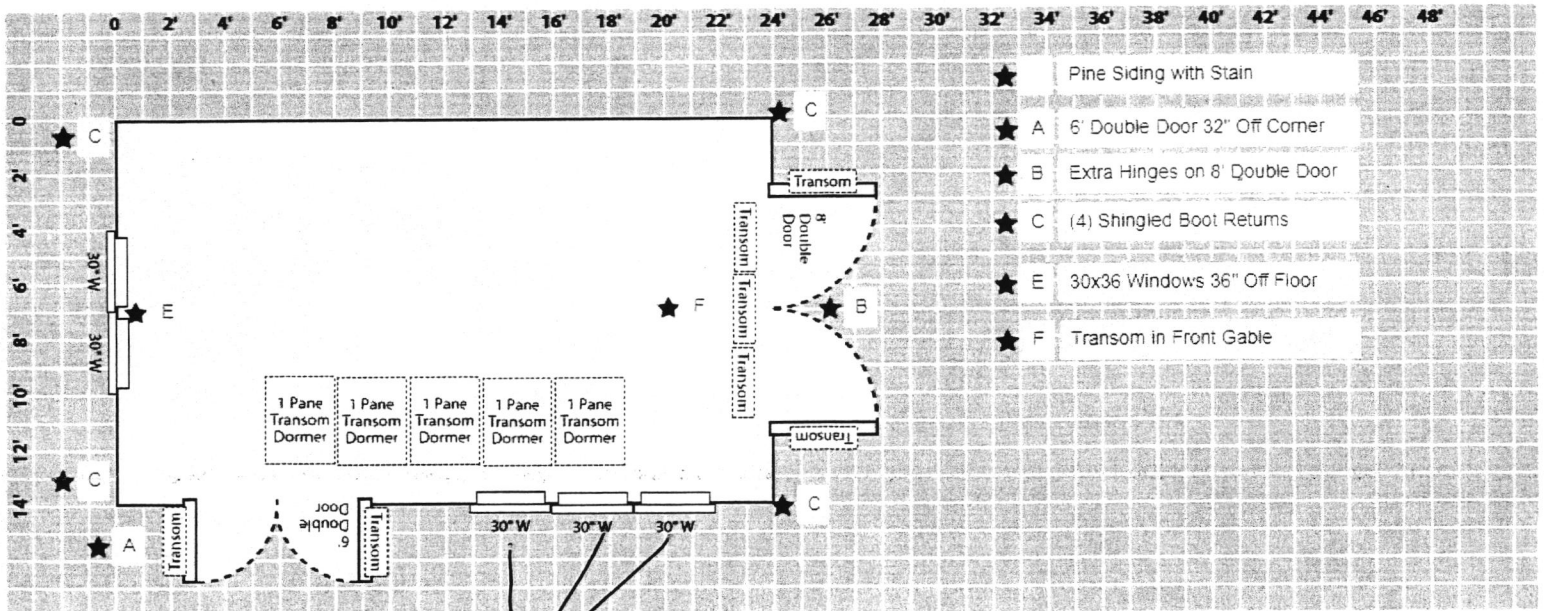 0 2' 4' 6' 8' 10' 12' 14' 16' 18' 20' 22' 24' 26' 28' 30' 32' 34' 36' 38' 40' 42' 44' 46' 48'
0
2'
4'
6'
8'
10'
12'
14'
C
C
Pine Siding with Stain
A 6' Double Door 32" Off Corner
B Extra Hinges on 8' Double Door
C (4) Shingled Boot Returns
E 30x36 Windows 36" Off Floor
F Transom in Front Gable
Transom
8'
Double
Door
Transom
Transom
Transom
Transom
30"W
30"W
E
F
B
1 Pane
Transom
Dormer
1 Pane
Transom
Dormer
1 Pane
Transom
Dormer
1 Pane
Transom
Dormer
1 Pane
Transom
Dormer
C
C
A
Transom
6'
Double
Door
Transom
30"W
30"W
30"W